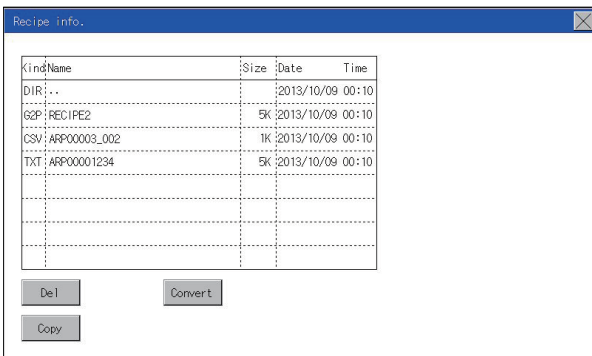 Recipe info.
Kind Name Size Date Time
DIR .. 2013/10/09 00:10
G2P RECIPE2 5K 2013/10/09 00:10
CSV ARP00003_002 1K 2013/10/09 00:10
TXT ARP00001234 5K 2013/10/09 00:10
Del Convert
Copy